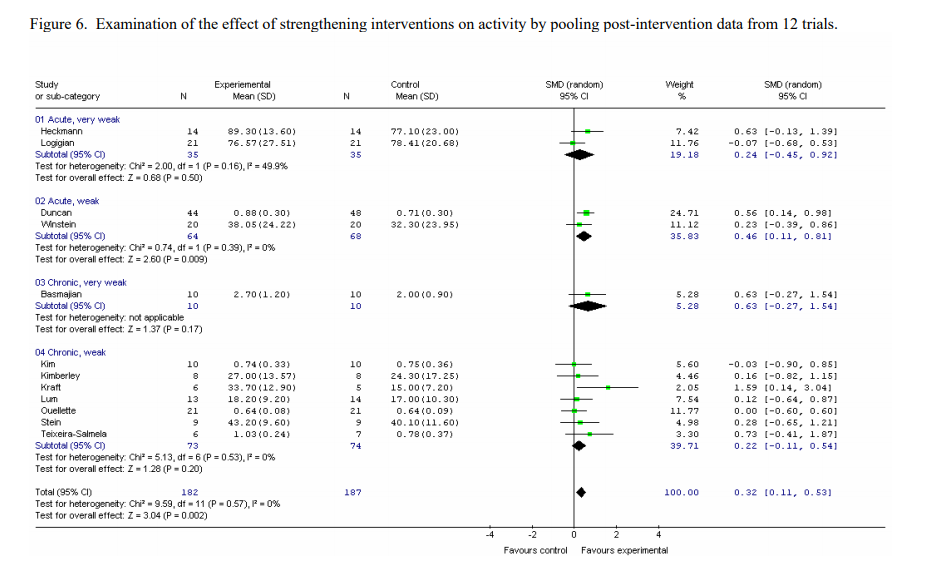 Figure 6. Examination of the effect of strengthening interventions on activity by pooling post-intervention data from 12 trials.
Study Experiemental Control SMD (random) Weight SMD (random)
or sub-category N Mean (SD) N Mean (SD) 95% CI % 95% CI
01 Acute, very weak
Heckmann 14 89.30(13.60) 14 77.10(23.00) 7.42 0.63 [-0.13, 1.39]
Logigian 21 76.57(27.51) 21 78.41(20.68) 11.76 -0.07 [-0.68, 0.53]
Subtotal (95% CI) 35 35 19.18 0.24 [-0.45, 0.92]
Test for heterogeneity: Chi² = 2.00, df = 1 (P = 0.16), I² = 49.9%
Test for overall effect: Z = 0.68 (P = 0.50)
02 Acute, weak
Duncan 44 0.88(0.30) 48 0.71(0.30) 24.71 0.56 [0.14, 0.98]
Winstein 20 38.05(24.22) 20 32.30(23.95) 11.12 0.23 [-0.39, 0.86]
Subtotal (95% CI) 64 68 35.83 0.46 [0.11, 0.81]
Test for heterogeneity: Chi² = 0.74, df = 1 (P = 0.39), I² = 0%
Test for overall effect: Z = 2.60 (P = 0.009)
03 Chronic, very weak
Basmajian 10 2.70(1.20) 10 2.00(0.90) 5.28 0.63 [-0.27, 1.54]
Subtotal (95% CI) 10 10 5.28 0.63 [-0.27, 1.54]
Test for heterogeneity: not applicable
Test for overall effect: Z = 1.37 (P = 0.17)
04 Chronic, weak
Kim 10 0.74(0.33) 10 0.75(0.36) 5.60 -0.03 [-0.90, 0.85]
Kimberley 8 27.00(13.57) 8 24.30(17.25) 4.46 0.16 [-0.82, 1.15]
Kraft 6 33.70(12.90) 5 15.00(7.20) 2.05 1.59 [0.14, 3.04]
Lum 13 18.20(9.20) 14 17.00(10.30) 7.54 0.12 [-0.64, 0.87]
Ouellette 21 0.64(0.08) 21 0.64(0.09) 11.77 0.00 [-0.60, 0.60]
Stein 9 43.20(9.60) 9 40.10(11.60) 4.98 0.28 [-0.65, 1.21]
Teixeira-Salmela 6 1.03(0.24) 7 0.78(0.37) 3.30 0.73 [-0.41, 1.87]
Subtotal (95% CI) 73 74 39.71 0.22 [-0.11, 0.54]
Test for heterogeneity: Chi² = 5.13, df = 6 (P = 0.53), I² = 0%
Test for overall effect: Z = 1.28 (P = 0.20)
Total (95% CI) 182 187 100.00 0.32 [0.11, 0.53]
Test for heterogeneity: Chi² = 9.59, df = 11 (P = 0.57), I² = 0%
Test for overall effect: Z = 3.04 (P = 0.002)
-4 -2 0 2 4
Favours control Favours experimental